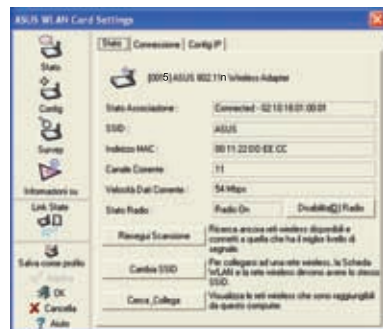 ASUS WLAN Card Settings
Stato
Config
Survey
Informazioni su
Link State
Salva come profilo
OK
Cancella
Aiuto
Stato Connessione Config IP
[0015] ASUS 802.11n Wireless Adapter
Stato Associazione : Connected - 02:10:18:01:00:01
SSID : ASUS
Indirizzo MAC : 00:11:22:DD:EE:CC
Canale Corrente : 11
Velocità Dati Corrente : 54 Mbps
Stato Radio : Radio On Disabilita(D) Radio
Riesegui Scansione Ricerca ancora reti wireless disponibili e connetti a quella che ha il miglior livello di segnale.
Cambia SSID Per collegarsi ad una rete wireless, la Scheda WLAN e la rete wireless devono avere lo stesso SSID.
Cerca_Collega Visualizza le reti wireless che sono raggiungibili da questo computer.